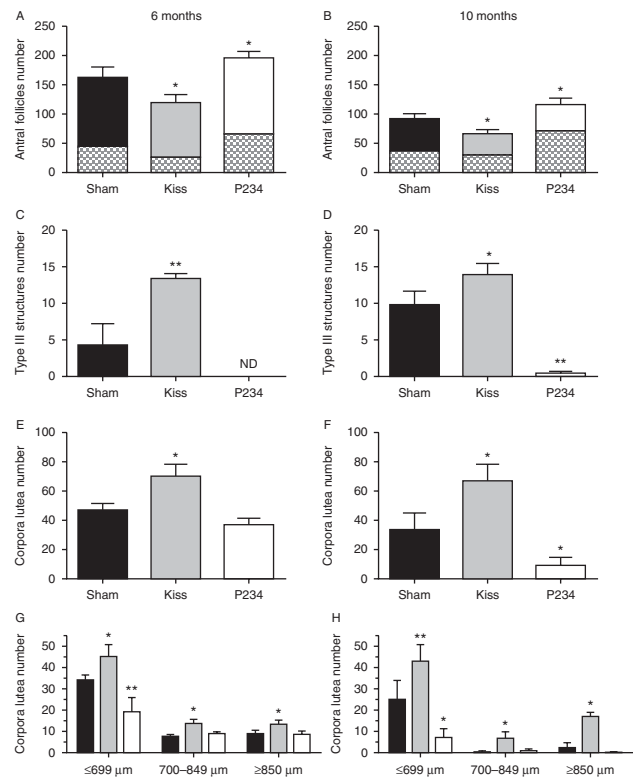 A
6 months
Antral follicles number
250
200
150
100
50
0
*
*
Sham
Kiss
P234
B
10 months
Antral follicles number
250
200
150
100
50
0
*
*
Sham
Kiss
P234
C
Type III structures number
20
15
10
5
0
**
ND
Sham
Kiss
P234
D
Type III structures number
20
15
10
5
0
*
**
Sham
Kiss
P234
E
Corpora lutea number
100
80
60
40
20
0
*
Sham
Kiss
P234
F
Corpora lutea number
100
80
60
40
20
0
*
*
Sham
Kiss
P234
G
Corpora lutea number
50
40
30
20
10
0
*
**
*
*
≤699 μm
700–849 μm
≥850 μm
H
Corpora lutea number
50
40
30
20
10
0
**
*
*
*
≤699 μm
700–849 μm
≥850 μm